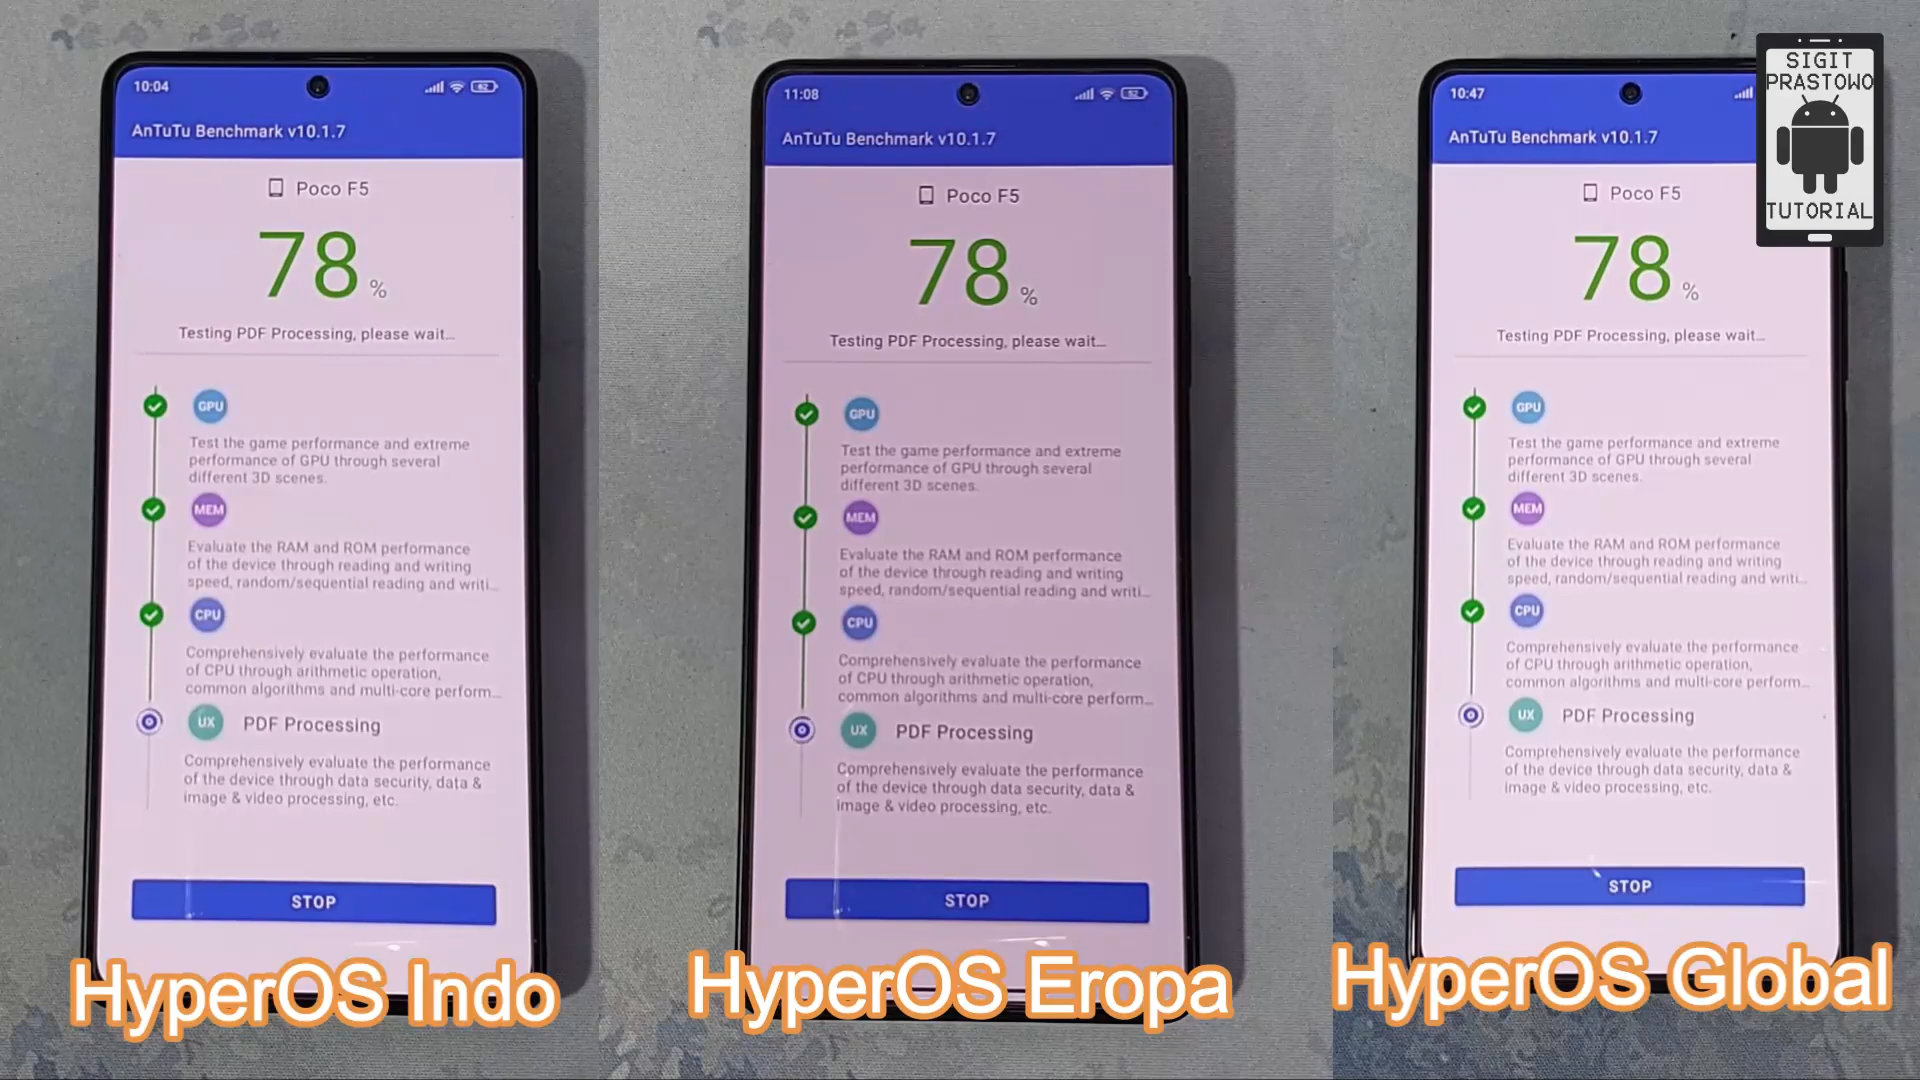 10:04
62
AnTuTu Benchmark v10.1.7
Poco F5
78 %
Testing PDF Processing, please wait...
GPU
Test the game performance and extreme
performance of GPU through several
different 3D scenes.
MEM
Evaluate the RAM and ROM performance
of the device through reading and writing
speed, random/sequential reading and writi...
CPU
Comprehensively evaluate the performance
of CPU through arithmetic operation,
common algorithms and multi-core perform...
UX PDF Processing
Comprehensively evaluate the performance
of the device through data security, data &
image & video processing, etc.
STOP
HyperOS Indo
11:08
52
AnTuTu Benchmark v10.1.7
Poco F5
78 %
Testing PDF Processing, please wait...
GPU
Test the game performance and extreme
performance of GPU through several
different 3D scenes.
MEM
Evaluate the RAM and ROM performance
of the device through reading and writing
speed, random/sequential reading and writi...
CPU
Comprehensively evaluate the performance
of CPU through arithmetic operation,
common algorithms and multi-core perform...
UX PDF Processing
Comprehensively evaluate the performance
of the device through data security, data &
image & video processing, etc.
STOP
HyperOS Eropa
10:47
AnTuTu Benchmark v10.1.7
Poco F5
78 %
Testing PDF Processing, please wait...
GPU
Test the game performance and extreme
performance of GPU through several
different 3D scenes.
MEM
Evaluate the RAM and ROM performance
of the device through reading and writing
speed, random/sequential reading and writi...
CPU
Comprehensively evaluate the performance
of CPU through arithmetic operation,
common algorithms and multi-core perform...
UX PDF Processing
Comprehensively evaluate the performance
of the device through data security, data &
image & video processing, etc.
STOP
HyperOS Global
SIGIT
PRASTOWO
TUTORIAL